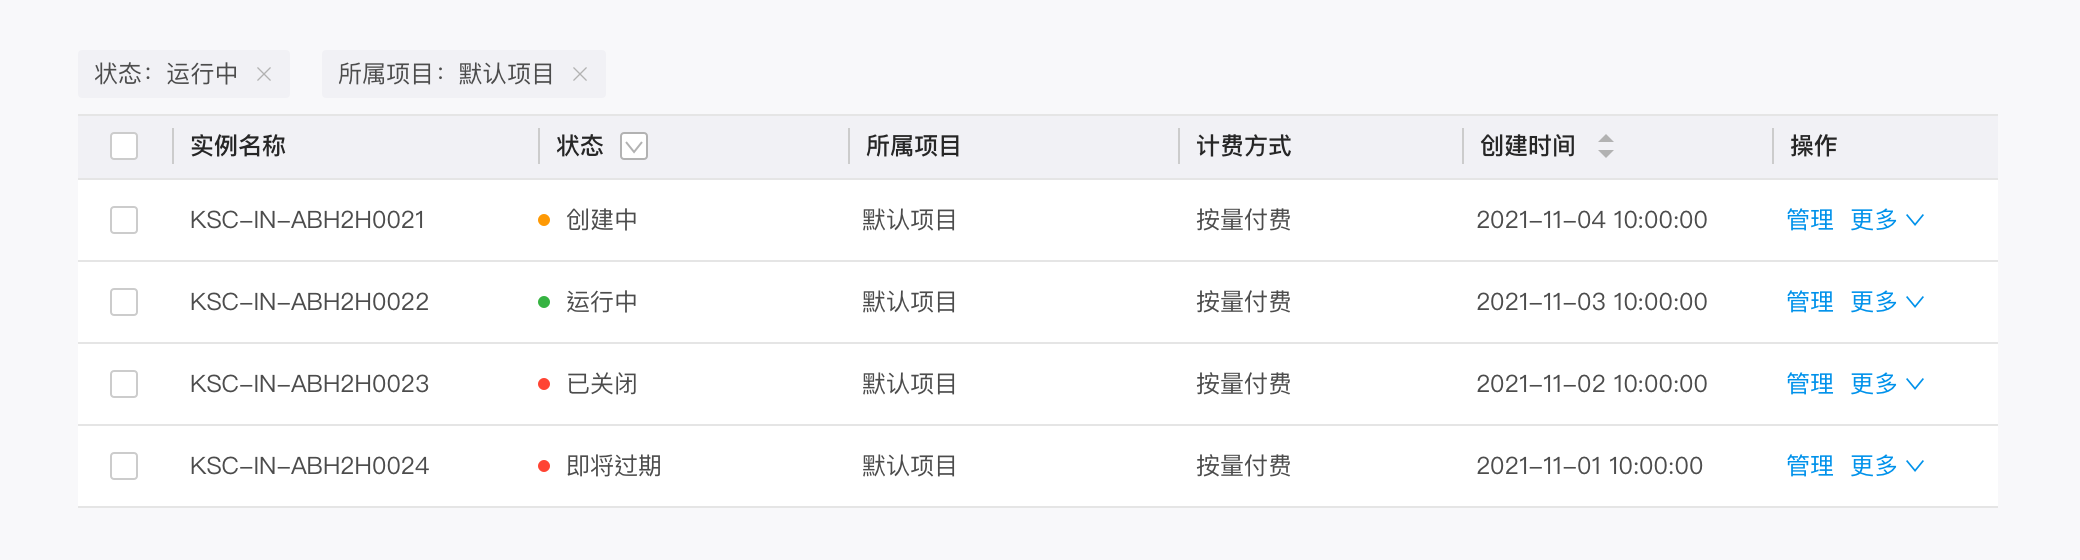 状态：运行中 所属项目：默认项目
实例名称 状态 所属项目 计费方式 创建时间 操作
KSC-IN-ABH2H0021 创建中 默认项目 按量付费 2021-11-04 10:00:00 管理 更多
KSC-IN-ABH2H0022 运行中 默认项目 按量付费 2021-11-03 10:00:00 管理 更多
KSC-IN-ABH2H0023 已关闭 默认项目 按量付费 2021-11-02 10:00:00 管理 更多
KSC-IN-ABH2H0024 即将过期 默认项目 按量付费 2021-11-01 10:00:00 管理 更多